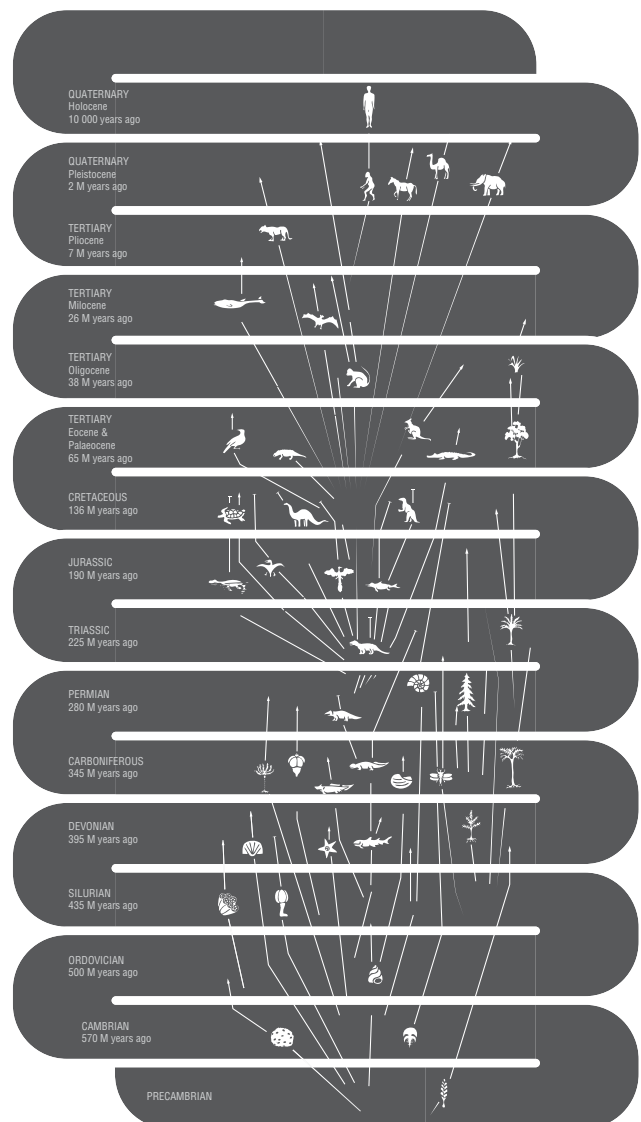 QUATERNARY
Holocene
10 000 years ago
QUATERNARY
Pleistocene
2 M years ago
TERTIARY
Pliocene
7 M years ago
TERTIARY
Milocene
26 M years ago
TERTIARY
Oligocene
38 M years ago
TERTIARY
Eocene &
Palaeocene
65 M years ago
CRETACEOUS
136 M years ago
JURASSIC
190 M years ago
TRIASSIC
225 M years ago
PERMIAN
280 M years ago
CARBONIFEROUS
345 M years ago
DEVONIAN
395 M years ago
SILURIAN
435 M years ago
ORDOVICIAN
500 M years ago
CAMBRIAN
570 M years ago
PRECAMBRIAN